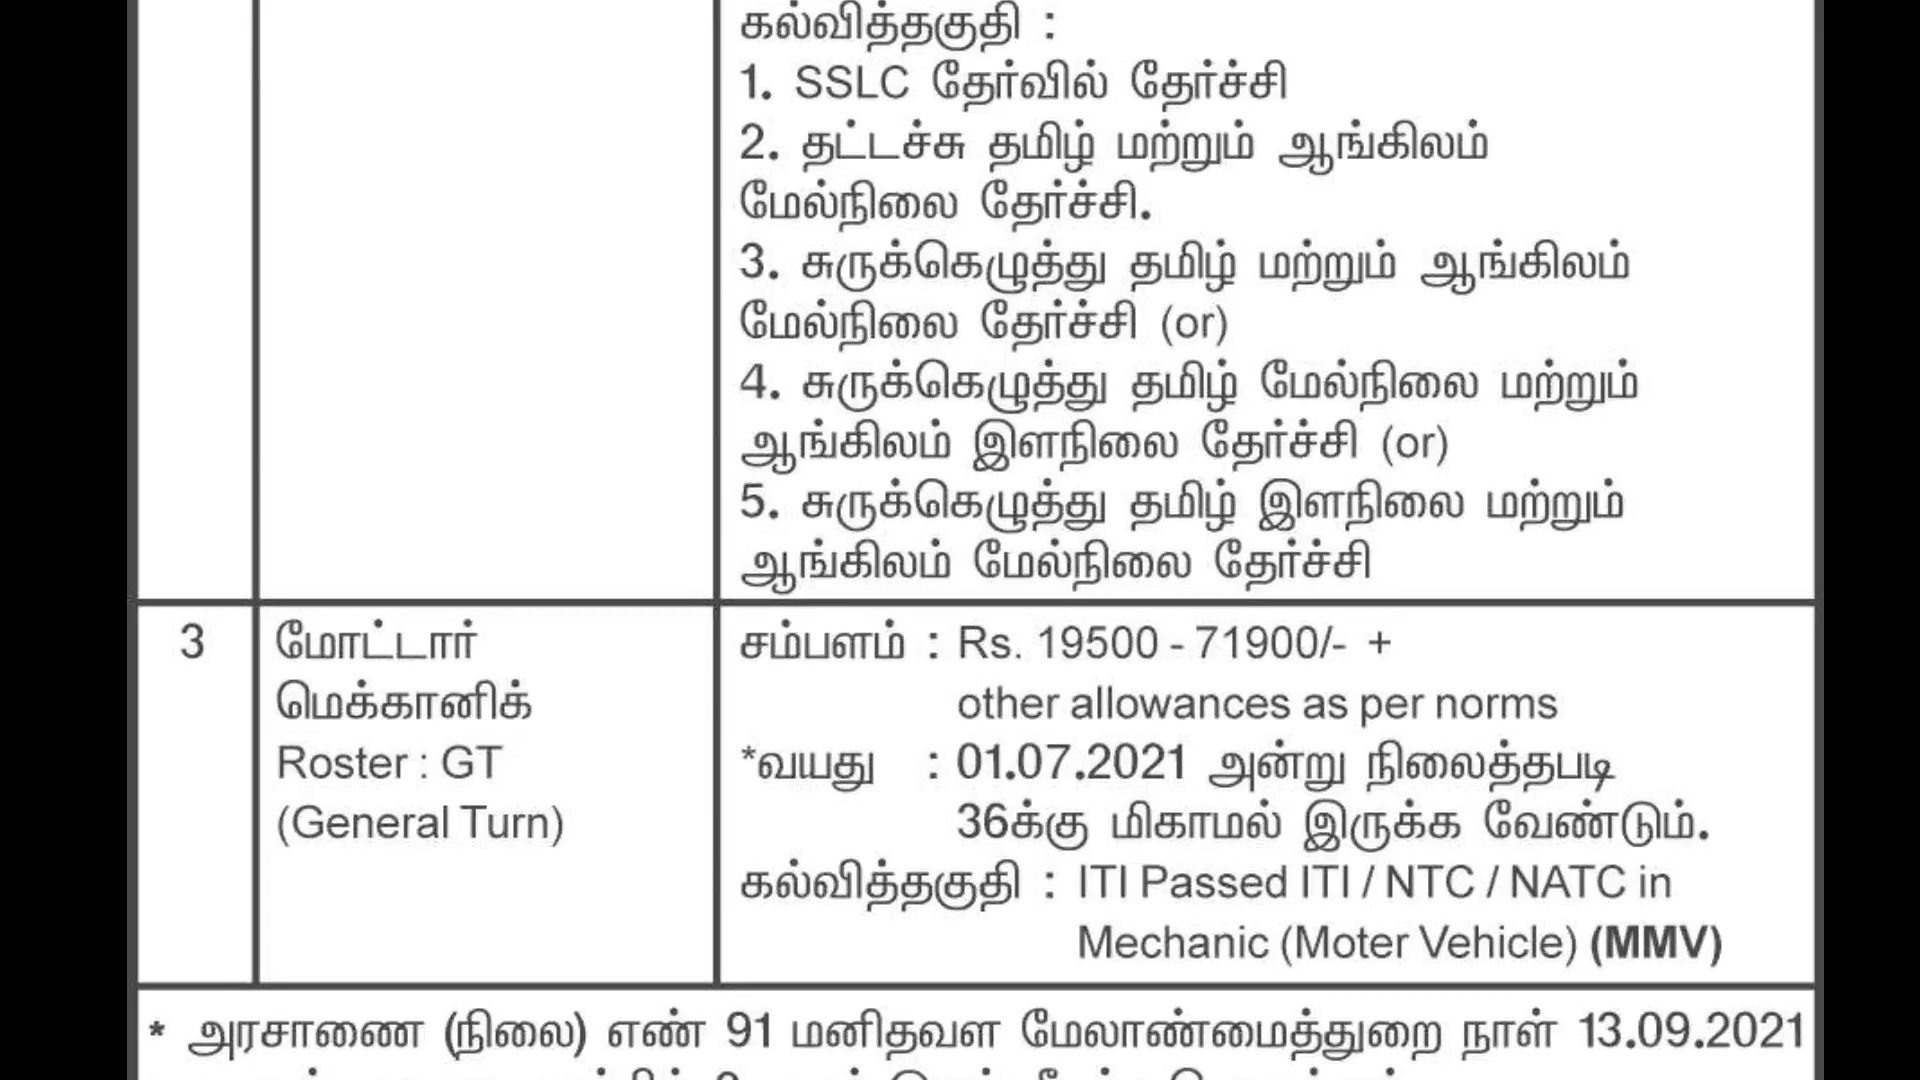 கல்வித்தகுதி :
1. SSLC தேர்வில் தேர்ச்சி
2. தட்டச்சு தமிழ் மற்றும் ஆங்கிலம்
மேல்நிலை தேர்ச்சி.
3. சுருக்கெழுத்து தமிழ் மற்றும் ஆங்கிலம்
மேல்நிலை தேர்ச்சி (or)
4. சுருக்கெழுத்து தமிழ் மேல்நிலை மற்றும்
ஆங்கிலம் இளநிலை தேர்ச்சி (or)
5. சுருக்கெழுத்து தமிழ் இளநிலை மற்றும்
ஆங்கிலம் மேல்நிலை தேர்ச்சி
3
மோட்டார்
மெக்கானிக்
Roster : GT
(General Turn)
சம்பளம் : Rs. 19500 - 71900/- +
other allowances as per norms
*வயது : 01.07.2021 அன்று நிலைத்தபடி
36க்கு மிகாமல் இருக்க வேண்டும்.
கல்வித்தகுதி : ITI Passed ITI / NTC / NATC in
Mechanic (Moter Vehicle) (MMV)
* அரசாணை (நிலை) எண் 91 மனிதவள மேலாண்மைத்துறை நாள் 13.09.2021